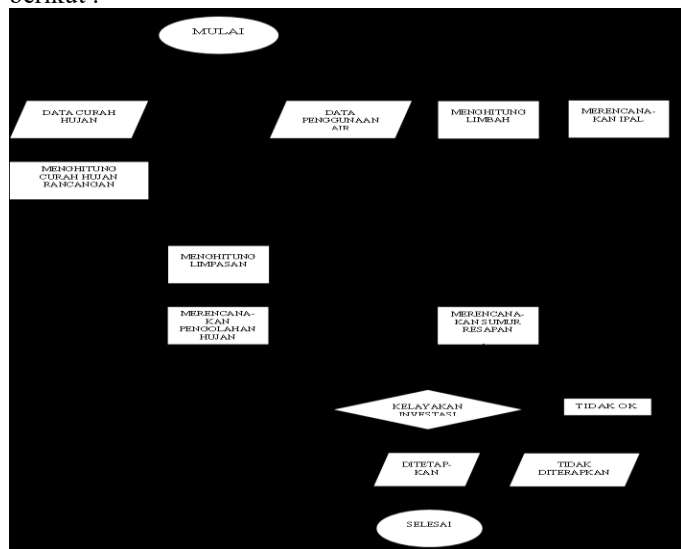 berikut :
MULAI
DATA CURAH
HUJAN
DATA
PENGGUNAAN
AIR
MENGHITUNG
LIMBAH
MERENCANA-
KAN IPAL
MENGHITUNG
CURAH HUJAN
RANCANGAN
MENGHITUNG
LIMPASAN
MERENCANA-
KAN
PENGOLAHAN
HUJAN
MERENCANA-
KAN SUMUR
RESAPAN
KELAYAKAN
INVESTASI
TIDAK OK
DITETAP-
KAN
TIDAK
DITERAPKAN
SELESAI